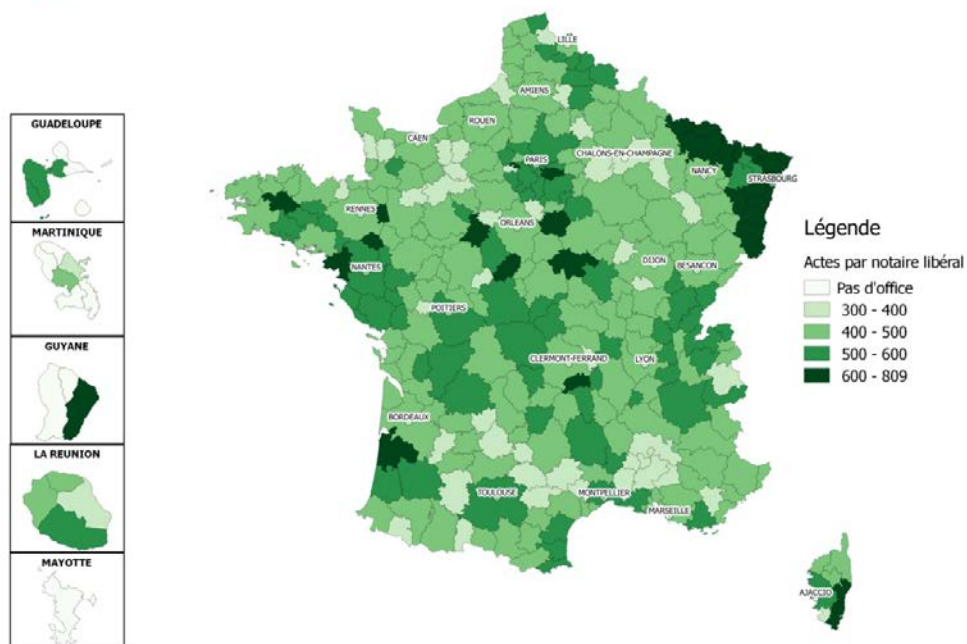 GUADELOUPE
MARTINIQUE
GUYANE
LA REUNION
MAYOTTE
LILLE
AMIENS
ROUEN
CAEN
PARIS
CHALONS-EN-CHAMPAGNE
NANCY
STRASBOURG
RENNES
ORLEANS
NANTES
DIJON
BESANCON
POITIERS
CLERMONT-FERRAND
LYON
BORDEAUX
TOULOUSE
MONTPELLIER
MARSEILLE
AJACCIO
Légende
Actes par notaire libéral
Pas d'office
300 - 400
400 - 500
500 - 600
600 - 809